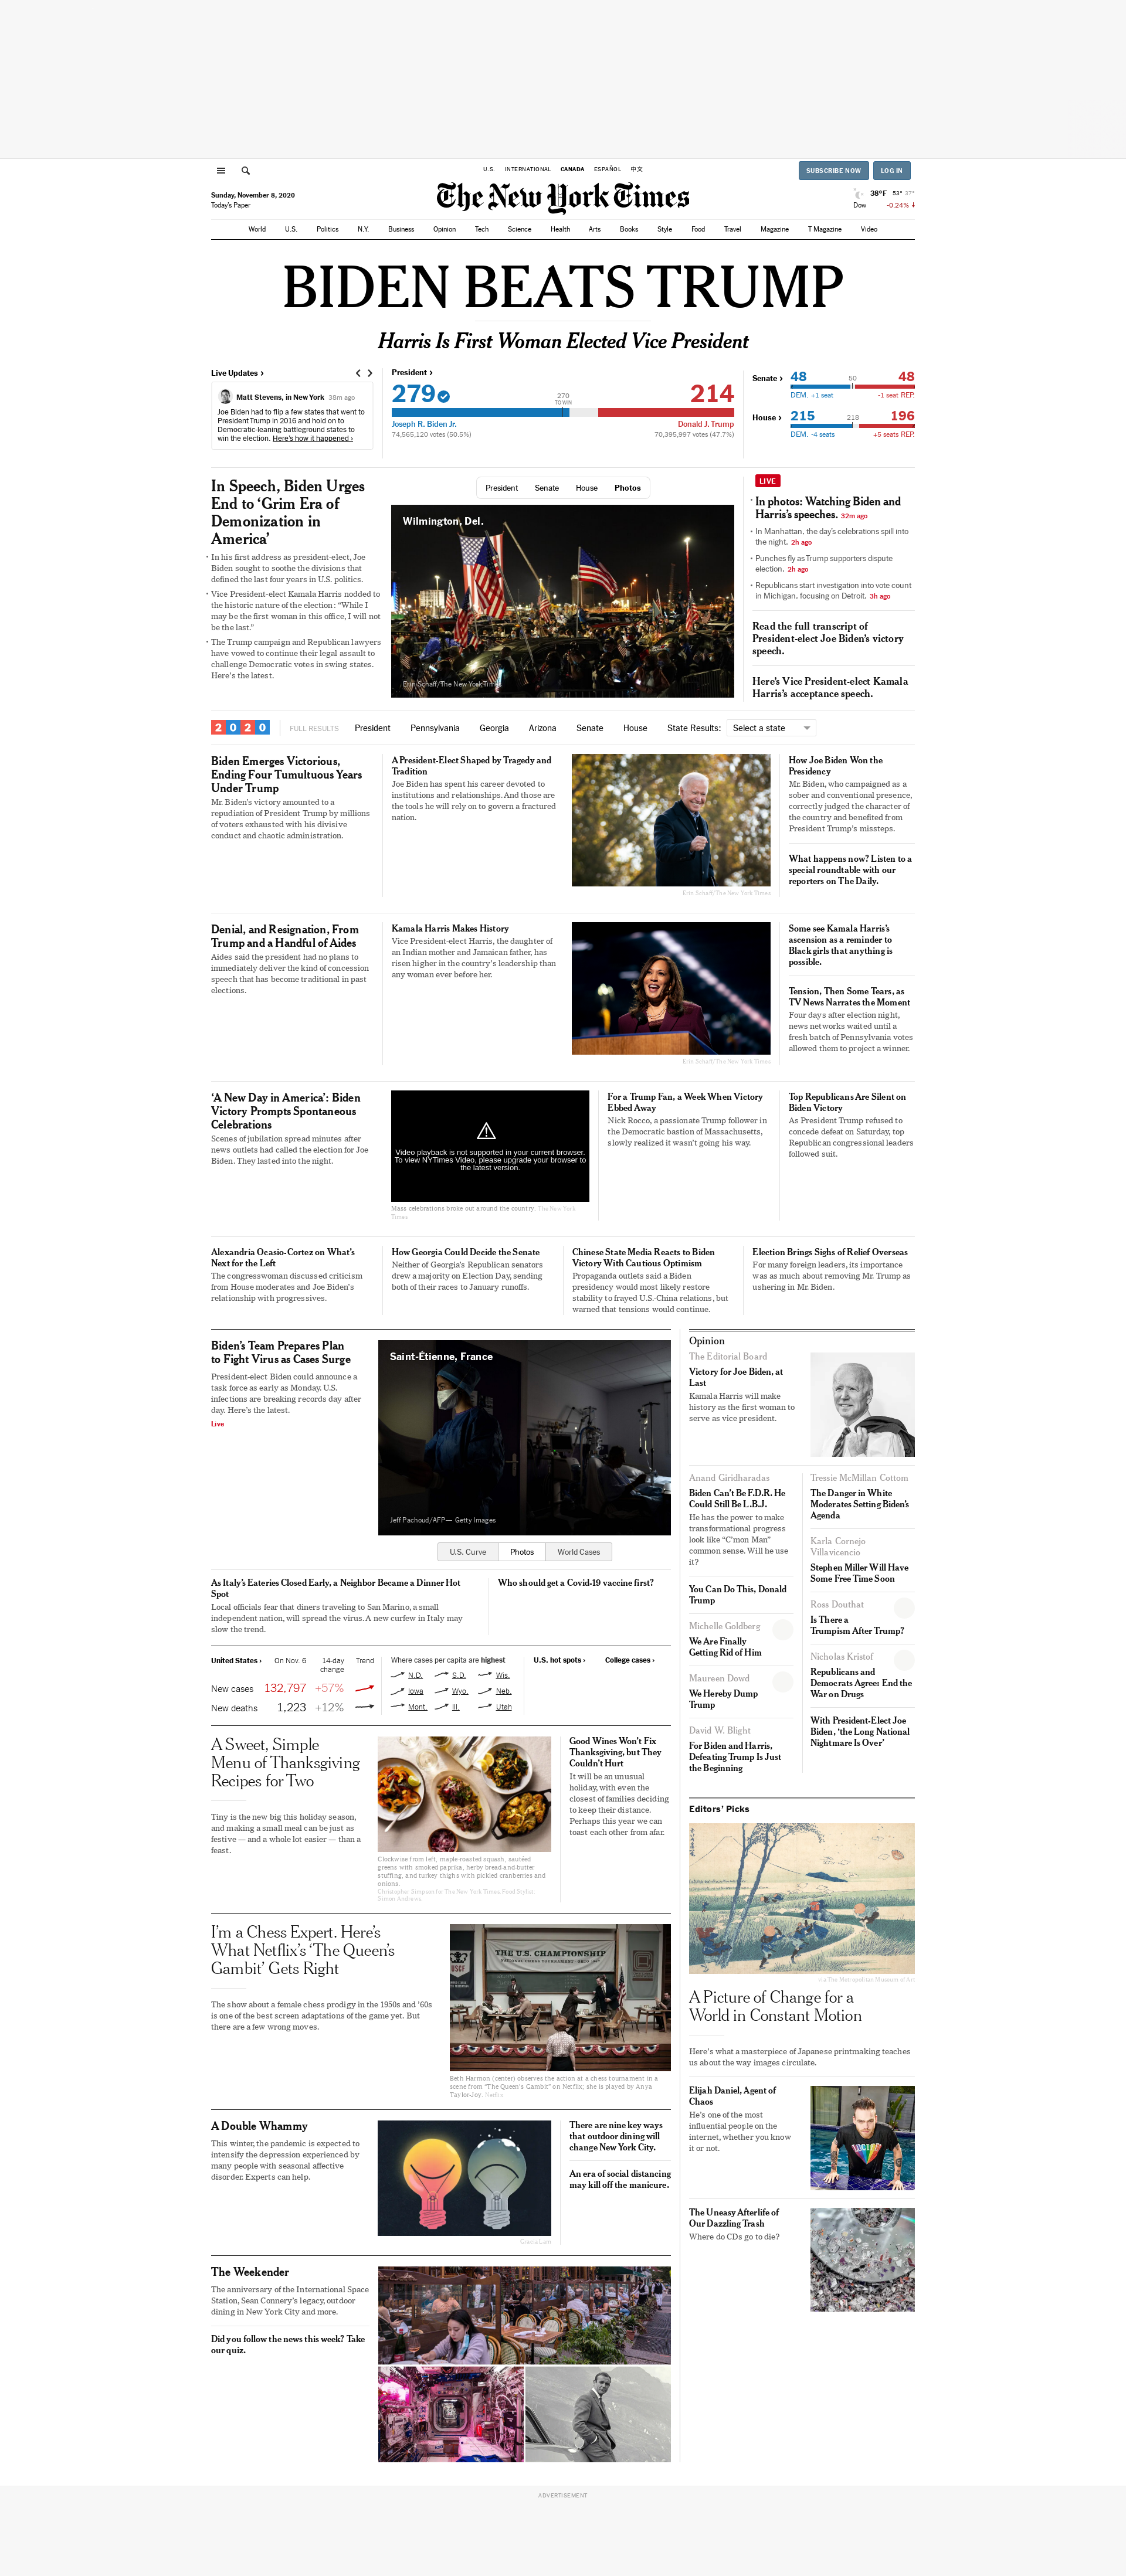 U.S. INTERNATIONAL CANADA ESPAÑOL 中文
SUBSCRIBE NOW LOG IN
Sunday, November 8, 2020
Today's Paper
The New York Times
38°F 53° 37°
Dow -0.24% ↓
World U.S. Politics N.Y. Business Opinion Tech Science Health Arts Books Style Food Travel Magazine T Magazine Video
BIDEN BEATS TRUMP
Harris Is First Woman Elected Vice President
Live Updates ›
Matt Stevens, in New York 38m ago
Joe Biden had to flip a few states that went to
President Trump in 2016 and hold on to
Democratic-leaning battleground states to
win the election. Here's how it happened ›
President ›
279 214
270
TO WIN
Joseph R. Biden Jr. Donald J. Trump
74,565,120 votes (50.5%) 70,395,997 votes (47.7%)
Senate › 48 50 48
DEM. +1 seat -1 seat REP.
House › 215 218 196
DEM. -4 seats +5 seats REP.
In Speech, Biden Urges
End to ‘Grim Era of
Demonization in
America’
• In his first address as president-elect, Joe
Biden sought to soothe the divisions that
defined the last four years in U.S. politics.
• Vice President-elect Kamala Harris nodded to
the historic nature of the election: “While I
may be the first woman in this office, I will not
be the last.”
• The Trump campaign and Republican lawyers
have vowed to continue their legal assault to
challenge Democratic votes in swing states.
Here's the latest.
President Senate House Photos
Wilmington, Del.
Erin Schaff/The New York Times
LIVE
• In photos: Watching Biden and
Harris’s speeches. 32m ago
• In Manhattan, the day’s celebrations spill into
the night. 2h ago
• Punches fly as Trump supporters dispute
election. 2h ago
• Republicans start investigation into vote count
in Michigan, focusing on Detroit. 3h ago
Read the full transcript of
President-elect Joe Biden’s victory
speech.
Here’s Vice President-elect Kamala
Harris’s acceptance speech.
2020 FULL RESULTS President Pennsylvania Georgia Arizona Senate House State Results: Select a state
Biden Emerges Victorious,
Ending Four Tumultuous Years
Under Trump
Mr. Biden’s victory amounted to a
repudiation of President Trump by millions
of voters exhausted with his divisive
conduct and chaotic administration.
A President-Elect Shaped by Tragedy and
Tradition
Joe Biden has spent his career devoted to
institutions and relationships. And those are
the tools he will rely on to govern a fractured
nation.
Erin Schaff/The New York Times
How Joe Biden Won the
Presidency
Mr. Biden, who campaigned as a
sober and conventional presence,
correctly judged the character of
the country and benefited from
President Trump’s missteps.
What happens now? Listen to a
special roundtable with our
reporters on The Daily.
Denial, and Resignation, From
Trump and a Handful of Aides
Aides said the president had no plans to
immediately deliver the kind of concession
speech that has become traditional in past
elections.
Kamala Harris Makes History
Vice President-elect Harris, the daughter of
an Indian mother and Jamaican father, has
risen higher in the country’s leadership than
any woman ever before her.
Erin Schaff/The New York Times
Some see Kamala Harris’s
ascension as a reminder to
Black girls that anything is
possible.
Tension, Then Some Tears, as
TV News Narrates the Moment
Four days after election night,
news networks waited until a
fresh batch of Pennsylvania votes
allowed them to project a winner.
‘A New Day in America’: Biden
Victory Prompts Spontaneous
Celebrations
Scenes of jubilation spread minutes after
news outlets had called the election for Joe
Biden. They lasted into the night.
Video playback is not supported in your current browser.
To view NYTimes Video, please upgrade your browser to
the latest version.
Mass celebrations broke out around the country. The New York
Times
For a Trump Fan, a Week When Victory
Ebbed Away
Nick Rocco, a passionate Trump follower in
the Democratic bastion of Massachusetts,
slowly realized it wasn’t going his way.
Top Republicans Are Silent on
Biden Victory
As President Trump refused to
concede defeat on Saturday, top
Republican congressional leaders
followed suit.
Alexandria Ocasio-Cortez on What’s
Next for the Left
The congresswoman discussed criticism
from House moderates and Joe Biden’s
relationship with progressives.
How Georgia Could Decide the Senate
Neither of Georgia’s Republican senators
drew a majority on Election Day, sending
both of their races to January runoffs.
Chinese State Media Reacts to Biden
Victory With Cautious Optimism
Propaganda outlets said a Biden
presidency would most likely restore
stability to frayed U.S.-China relations, but
warned that tensions would continue.
Election Brings Sighs of Relief Overseas
For many foreign leaders, its importance
was as much about removing Mr. Trump as
ushering in Mr. Biden.
Biden’s Team Prepares Plan
to Fight Virus as Cases Surge
President-elect Biden could announce a
task force as early as Monday. U.S.
infections are breaking records day after
day. Here’s the latest.
Live
Saint-Étienne, France
Jeff Pachoud/AFP— Getty Images
U.S. Curve Photos World Cases
As Italy’s Eateries Closed Early, a Neighbor Became a Dinner Hot
Spot
Local officials fear that diners traveling to San Marino, a small
independent nation, will spread the virus. A new curfew in Italy may
slow the trend.
Who should get a Covid-19 vaccine first?
United States › On Nov. 6 14-day Trend
change
New cases 132,797 +57%
New deaths 1,223 +12%
Where cases per capita are highest
N.D. S.D. Wis.
Iowa Wyo. Neb.
Mont. Ill. Utah
U.S. hot spots › College cases ›
A Sweet, Simple
Menu of Thanksgiving
Recipes for Two
Tiny is the new big this holiday season,
and making a small meal can be just as
festive — and a whole lot easier — than a
feast.
Clockwise from left, maple-roasted squash, sautéed
greens with smoked paprika, herby bread-and-butter
stuffing, and turkey thighs with pickled cranberries and
onions.
Christopher Simpson for The New York Times. Food Stylist:
Simon Andrews.
Good Wines Won’t Fix
Thanksgiving, but They
Couldn’t Hurt
It will be an unusual
holiday, with even the
closest of families deciding
to keep their distance.
Perhaps this year we can
toast each other from afar.
I’m a Chess Expert. Here’s
What Netflix’s ‘The Queen’s
Gambit’ Gets Right
The show about a female chess prodigy in the 1950s and ’60s
is one of the best screen adaptations of the game yet. But
there are a few wrong moves.
USCF
THE U.S. CHAMPIONSHIP
Beth Harmon (center) observes the action at a chess tournament in a
scene from “The Queen’s Gambit” on Netflix; she is played by Anya
Taylor-Joy. Netflix
A Double Whammy
This winter, the pandemic is expected to
intensify the depression experienced by
many people with seasonal affective
disorder. Experts can help.
Gracia Lam
There are nine key ways
that outdoor dining will
change New York City.
An era of social distancing
may kill off the manicure.
The Weekender
The anniversary of the International Space
Station, Sean Connery’s legacy, outdoor
dining in New York City and more.
Did you follow the news this week? Take
our quiz.
Opinion
The Editorial Board
Victory for Joe Biden, at
Last
Kamala Harris will make
history as the first woman to
serve as vice president.
Anand Giridharadas
Biden Can’t Be F.D.R. He
Could Still Be L.B.J.
He has the power to make
transformational progress
look like “C’mon Man”
common sense. Will he use
it?
You Can Do This, Donald
Trump
Michelle Goldberg
We Are Finally
Getting Rid of Him
Maureen Dowd
We Hereby Dump
Trump
David W. Blight
For Biden and Harris,
Defeating Trump Is Just
the Beginning
Tressie McMillan Cottom
The Danger in White
Moderates Setting Biden’s
Agenda
Karla Cornejo
Villavicencio
Stephen Miller Will Have
Some Free Time Soon
Ross Douthat
Is There a
Trumpism After Trump?
Nicholas Kristof
Republicans and
Democrats Agree: End the
War on Drugs
With President-Elect Joe
Biden, ‘the Long National
Nightmare Is Over’
Editors’ Picks
via The Metropolitan Museum of Art
A Picture of Change for a
World in Constant Motion
Here’s what a masterpiece of Japanese printmaking teaches
us about the way images circulate.
Elijah Daniel, Agent of
Chaos
He’s one of the most
influential people on the
internet, whether you know
it or not.
The Uneasy Afterlife of
Our Dazzling Trash
Where do CDs go to die?
ADVERTISEMENT